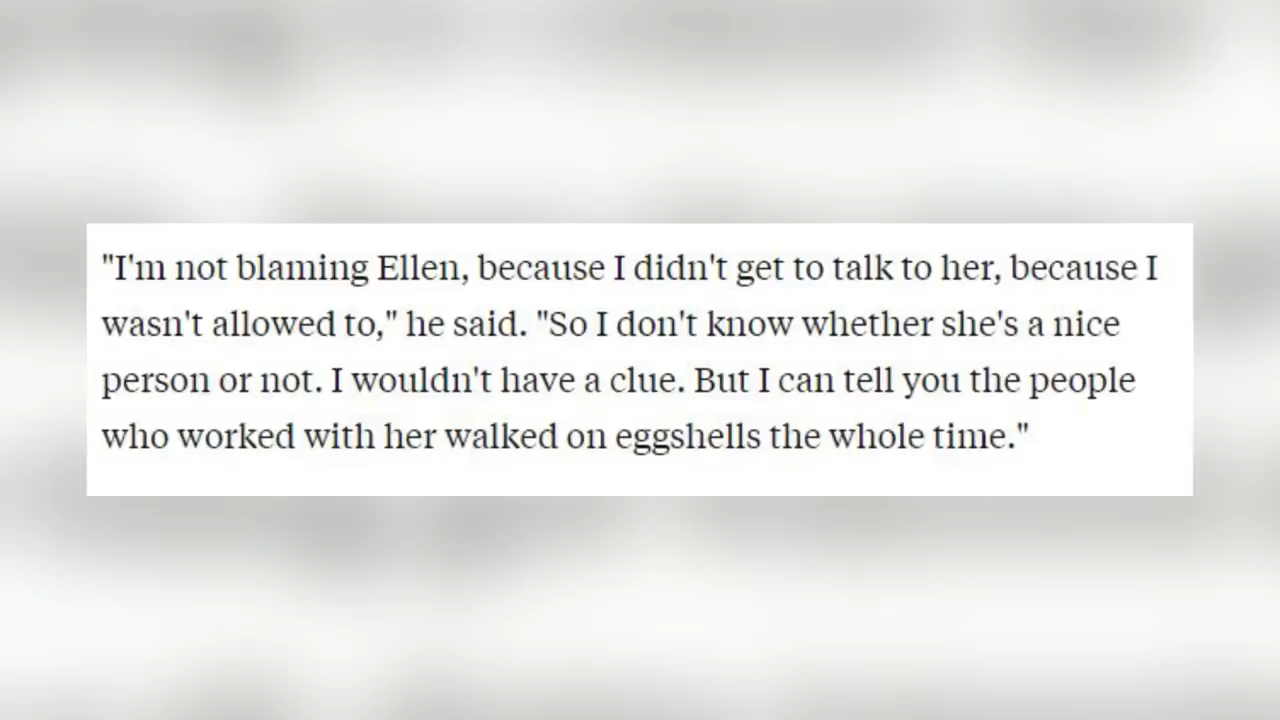 "I'm not blaming Ellen, because I didn't get to talk to her, because I
wasn't allowed to," he said. "So I don't know whether she's a nice
person or not. I wouldn't have a clue. But I can tell you the people
who worked with her walked on eggshells the whole time."